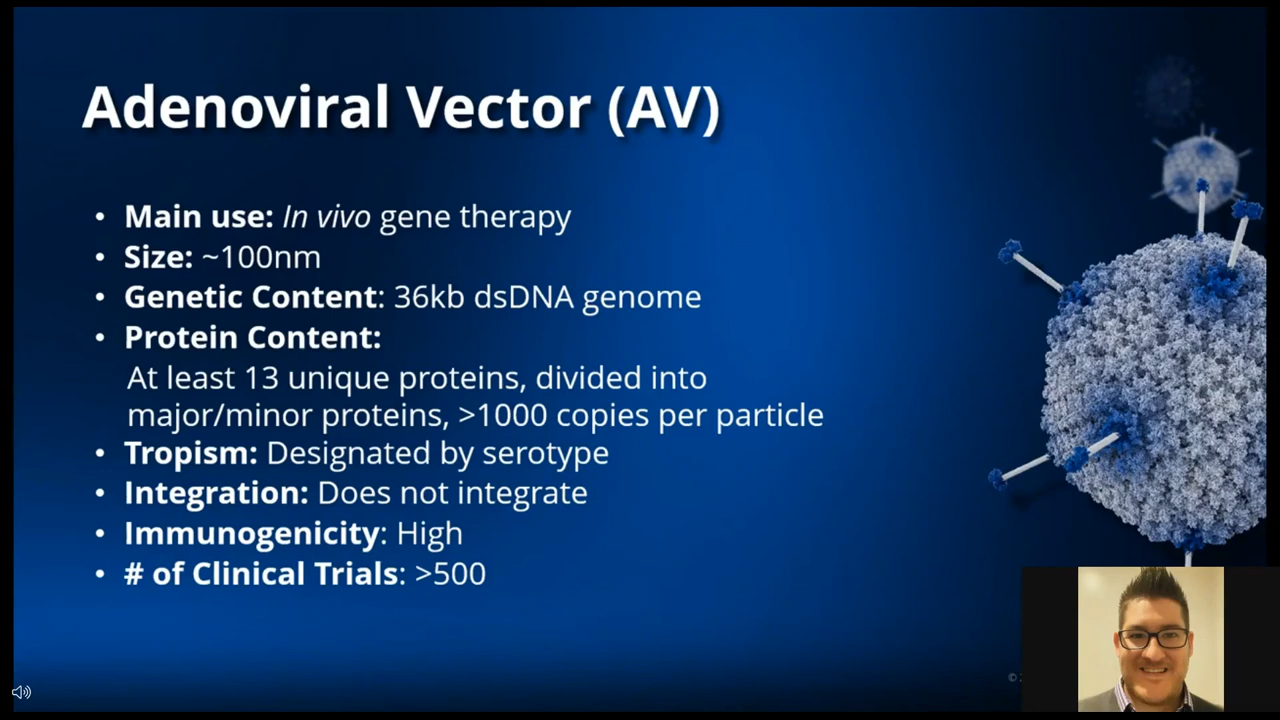 Adenoviral Vector (AV)
• Main use: In vivo gene therapy
• Size: ~100nm
• Genetic Content: 36kb dsDNA genome
• Protein Content:
At least 13 unique proteins, divided into
major/minor proteins, >1000 copies per particle
• Tropism: Designated by serotype
• Integration: Does not integrate
• Immunogenicity: High
• # of Clinical Trials: >500
©